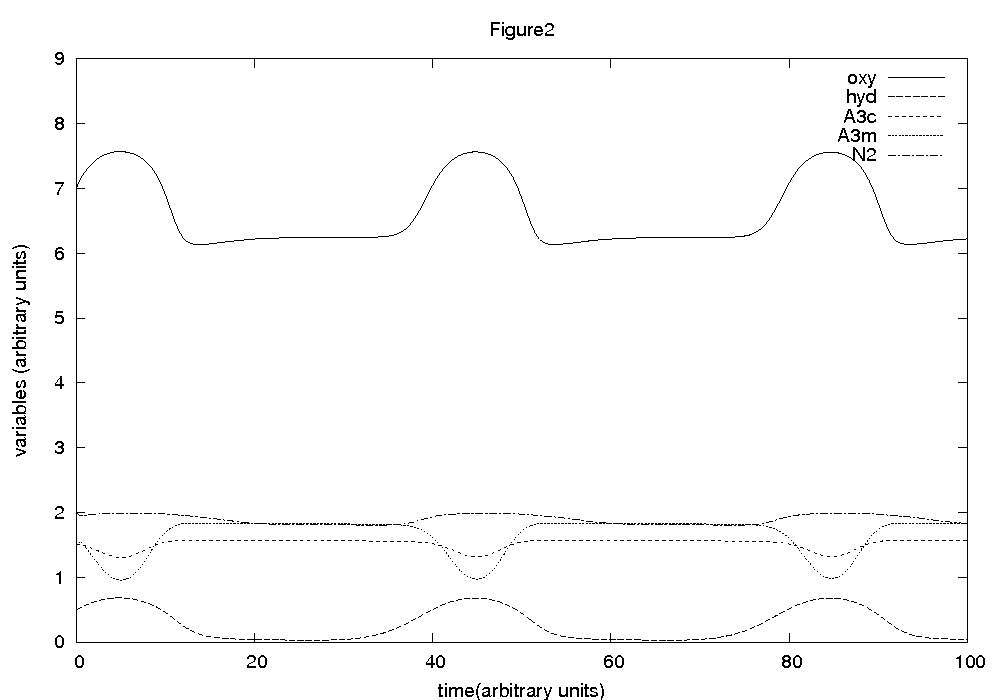 Figure2
9
8
7
6
5
4
3
2
1
0
0 20 40 60 80 100
variables (arbitrary units)
time(arbitrary units)
oxy
hyd
A3c
A3m
N2